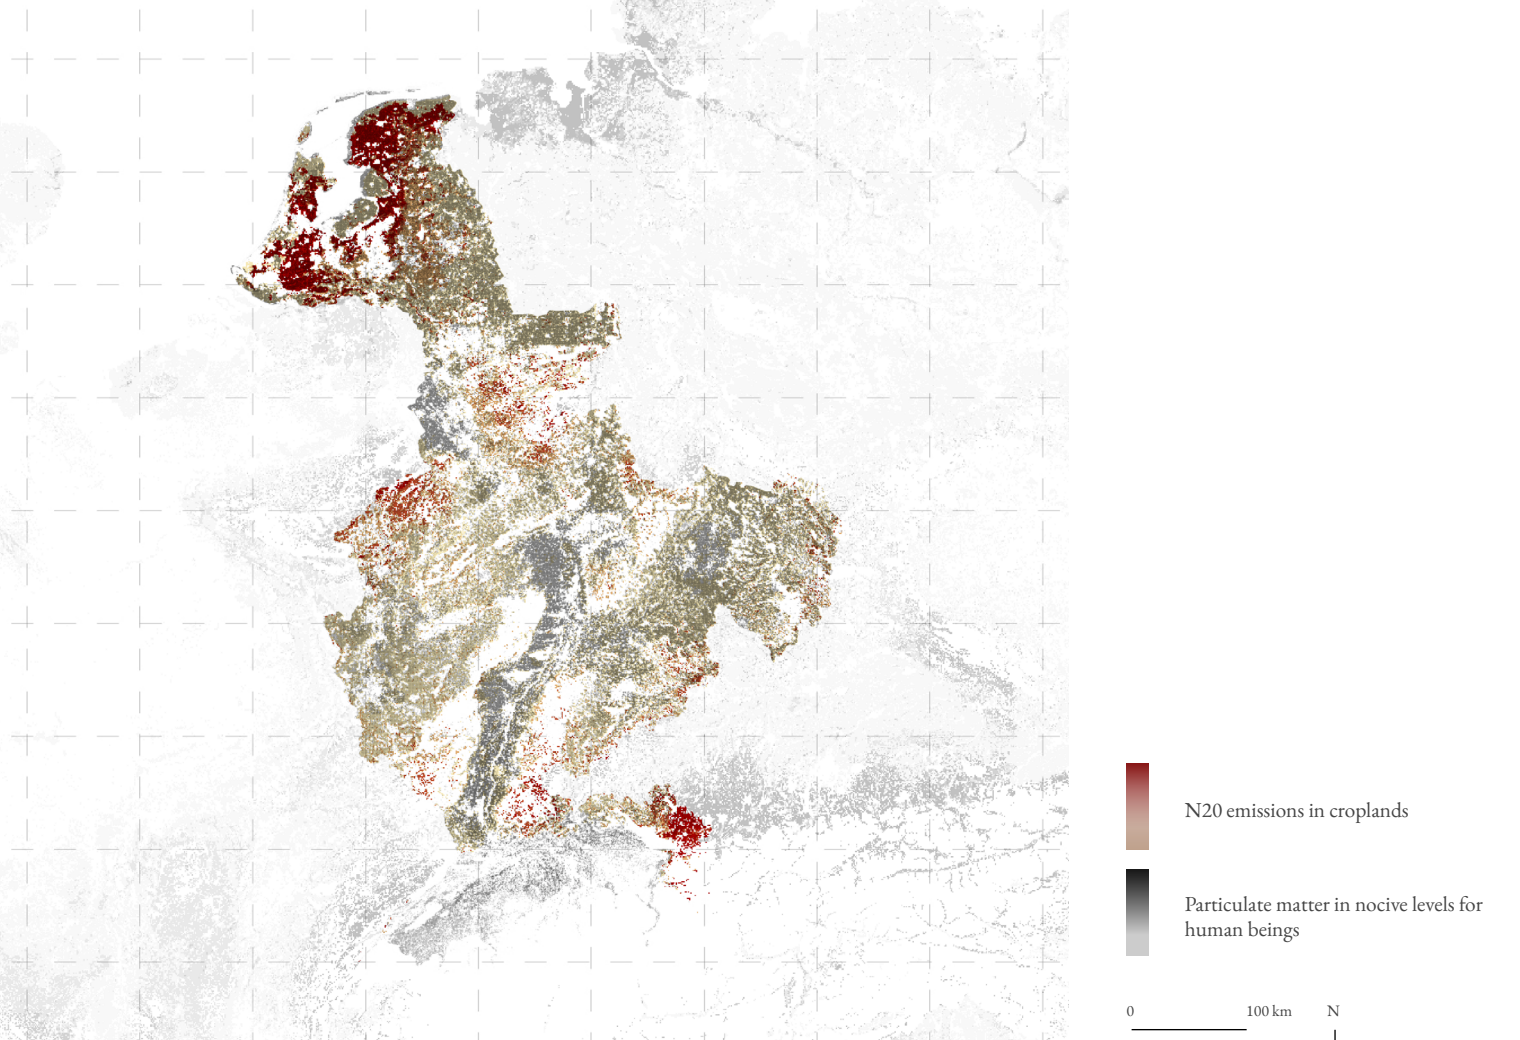 N20 emissions in croplands
Particulate matter in nocive levels for
human beings
0 100 km N